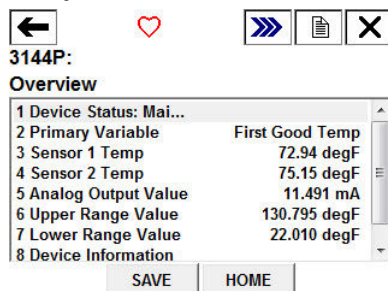 3144P:
Overview
1 Device Status: Mai...
2 Primary Variable First Good Temp
3 Sensor 1 Temp 72.94 degF
4 Sensor 2 Temp 75.15 degF
5 Analog Output Value 11.491 mA
6 Upper Range Value 130.795 degF
7 Lower Range Value 22.010 degF
8 Device Information
SAVE HOME